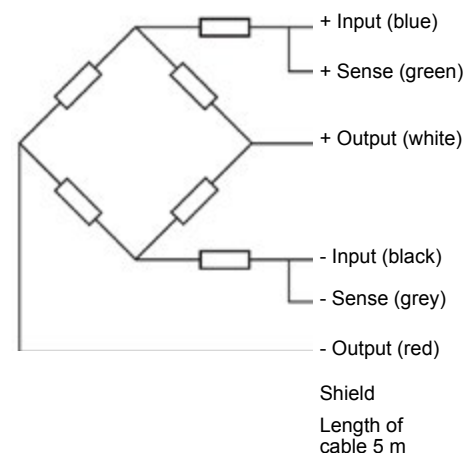 + Input (blue)
+ Sense (green)
+ Output (white)
- Input (black)
- Sense (grey)
- Output (red)
Shield
Length of
cable 5 m